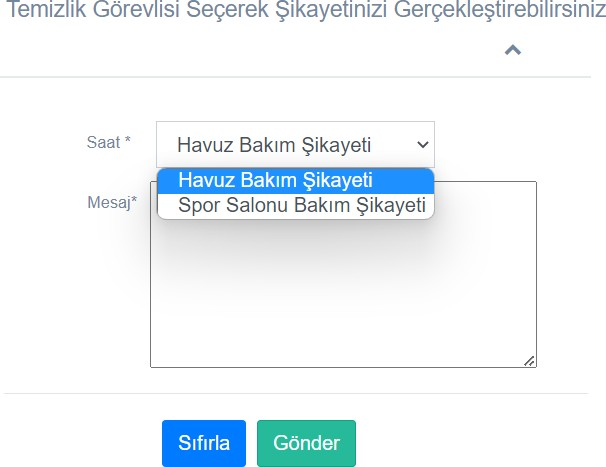 Temizlik Görevlisi Seçerek Şikayetinizi Gerçekleştirebilirsiniz
Saat *
Havuz Bakım Şikayeti
Havuz Bakım Şikayeti
Spor Salonu Bakım Şikayeti
Mesaj*
Sıfırla
Gönder